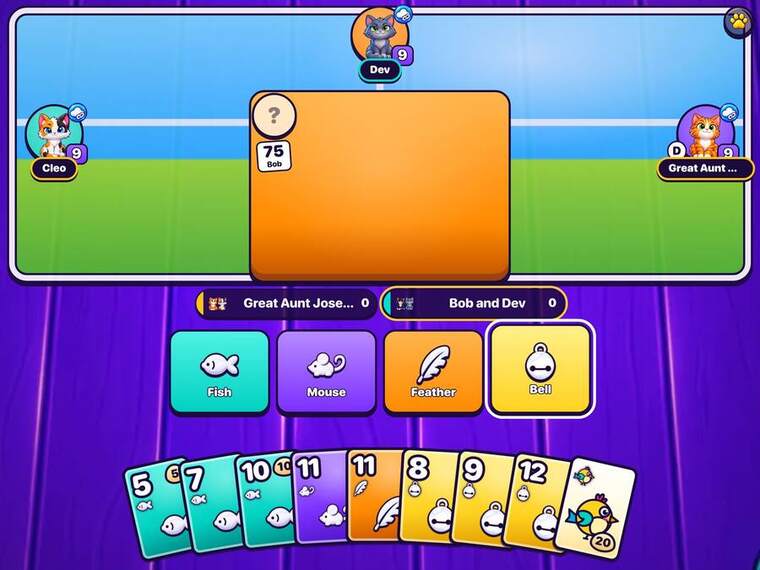 9
Dev
?
75
Bob
9
Cleo
D
9
Great Aunt ...
Great Aunt Jose... 0
Bob and Dev 0
Fish
Mouse
Feather
Bell
5 5
7
10 10
11
11
8
9
12
20